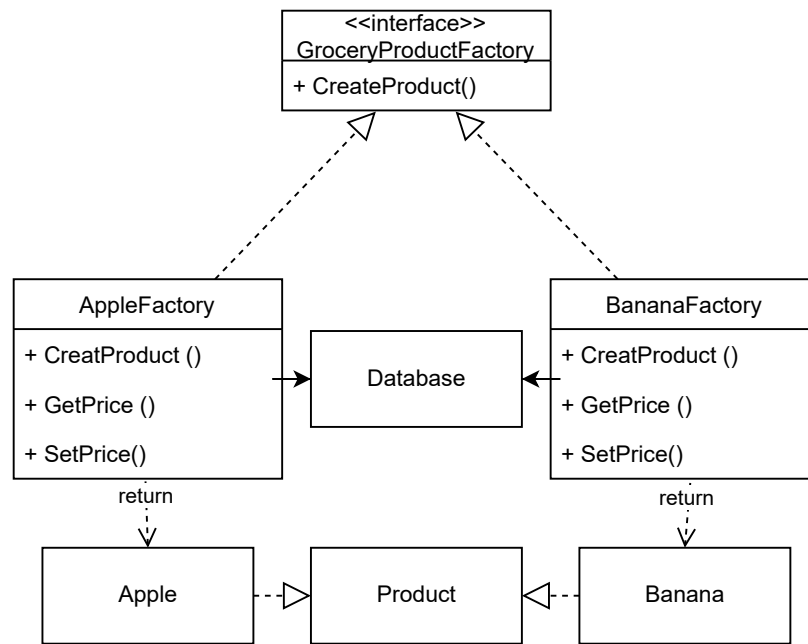 <<interface>>
GroceryProductFactory
+ CreateProduct()
AppleFactory
+ CreatProduct ()
+ GetPrice ()
+ SetPrice()
Database
BananaFactory
+ CreatProduct ()
+ GetPrice ()
+ SetPrice()
return
return
Apple
Product
Banana